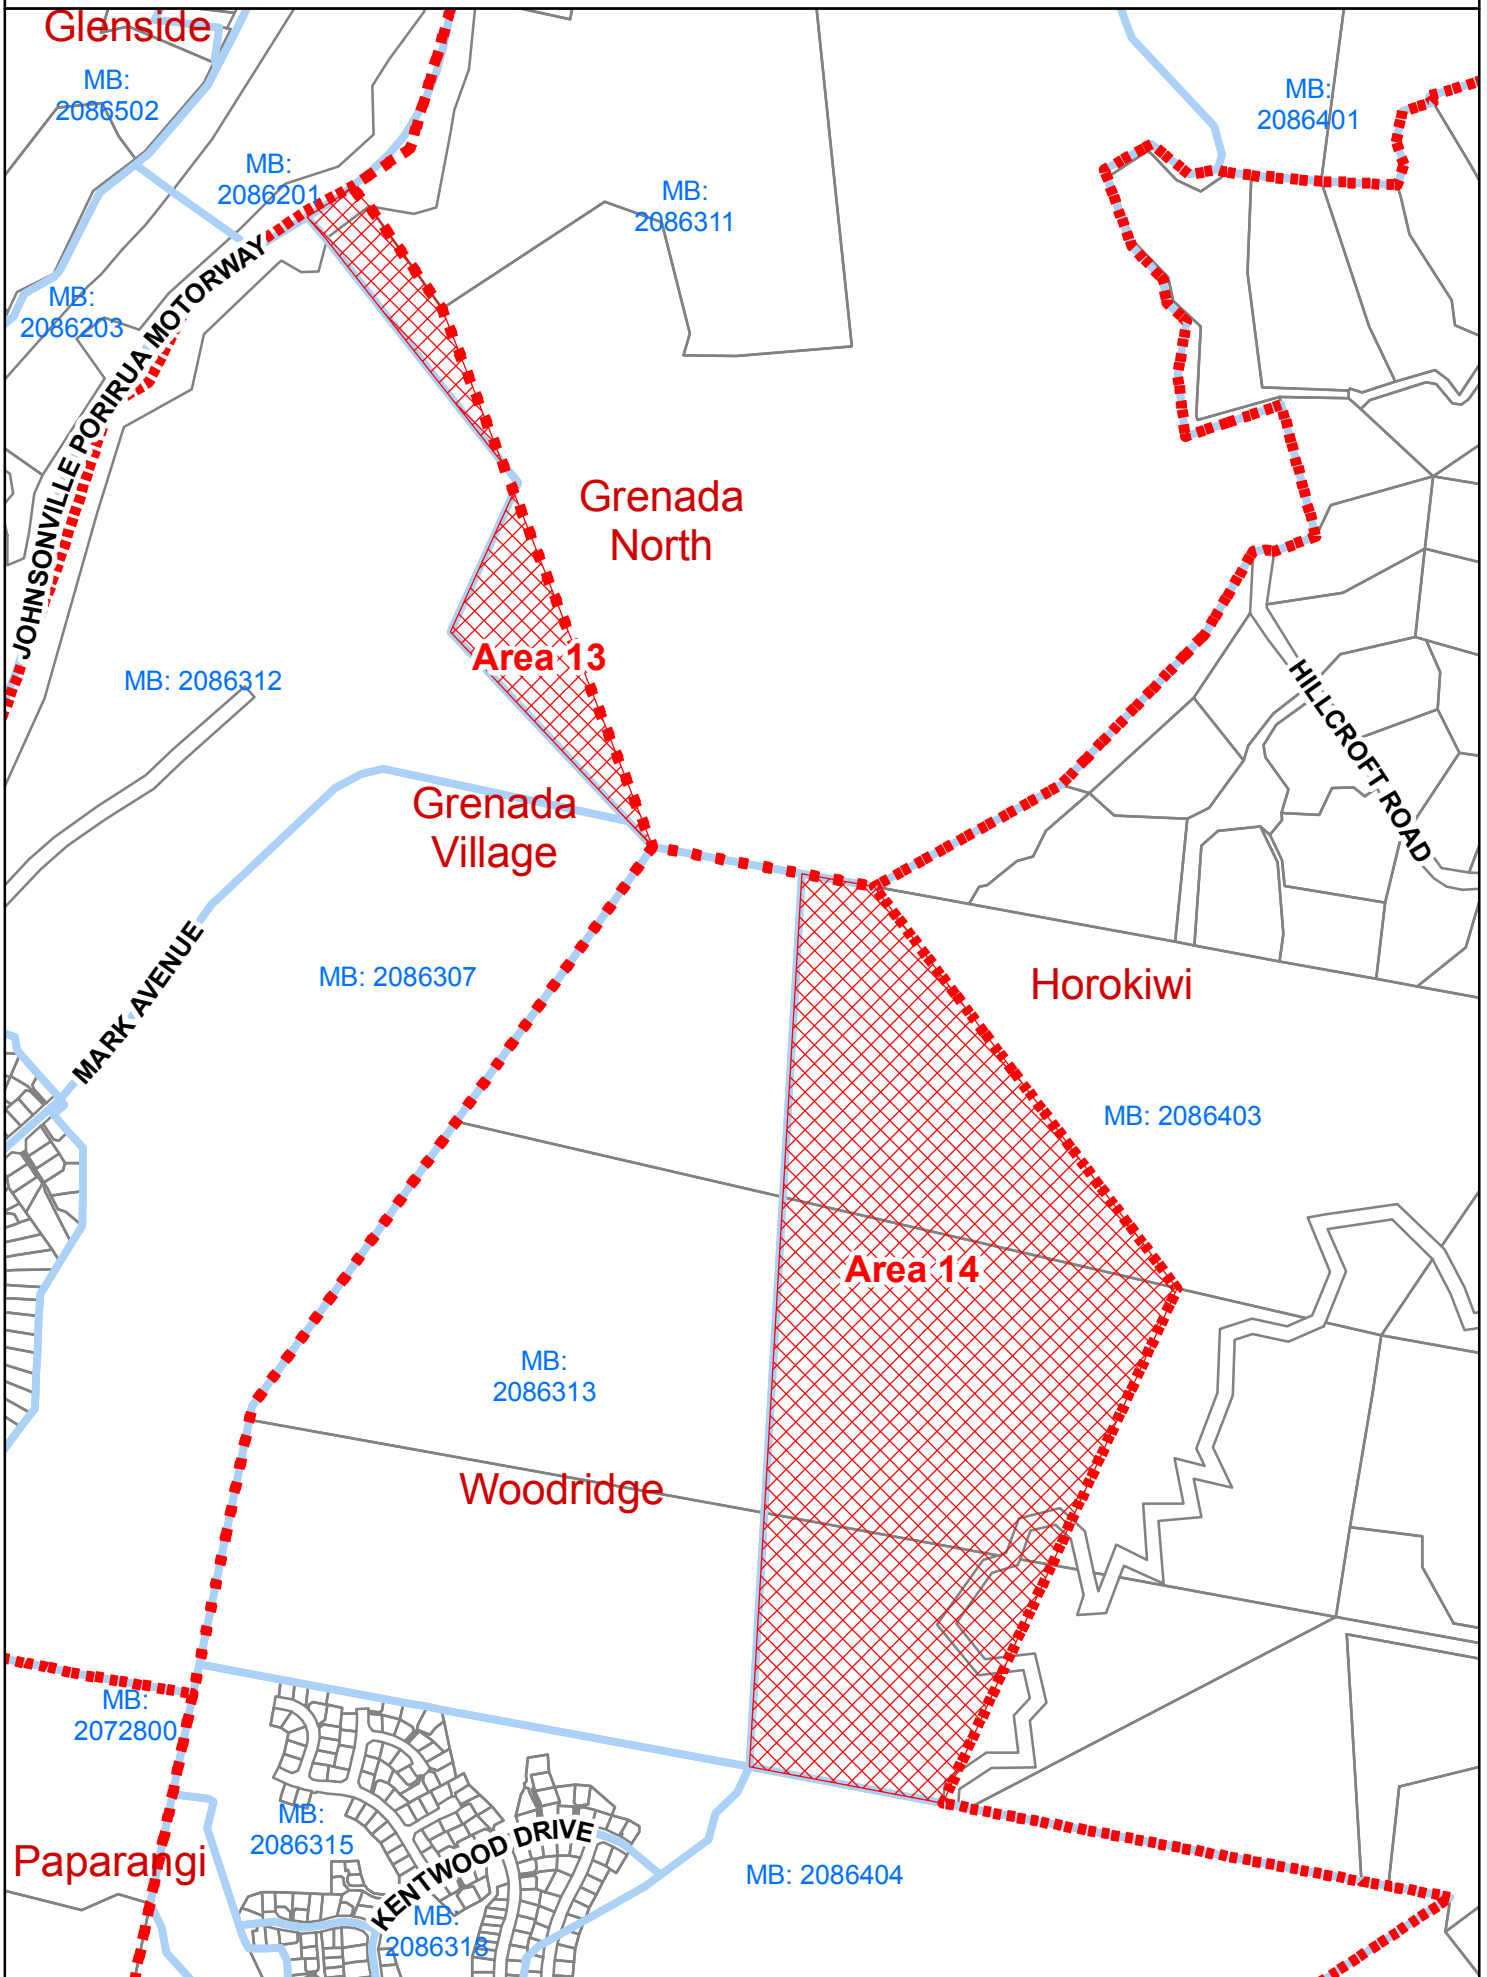 Glenside
MB:
2086502
MB:
2086401
MB:
2086201
MB:
2086311
MB:
2086203
JOHNSONVILLE PORIRUA MOTORWAY
Grenada
North
Area 13
MB: 2086312
HILLCROFT ROAD
Grenada
Village
MARK AVENUE
MB: 2086307
Horokiwi
MB: 2086403
Area 14
MB:
2086313
Woodridge
MB:
2072800
MB:
2086315
KENTWOOD DRIVE
Paparangi
MB: 2086404
MB:
2086318